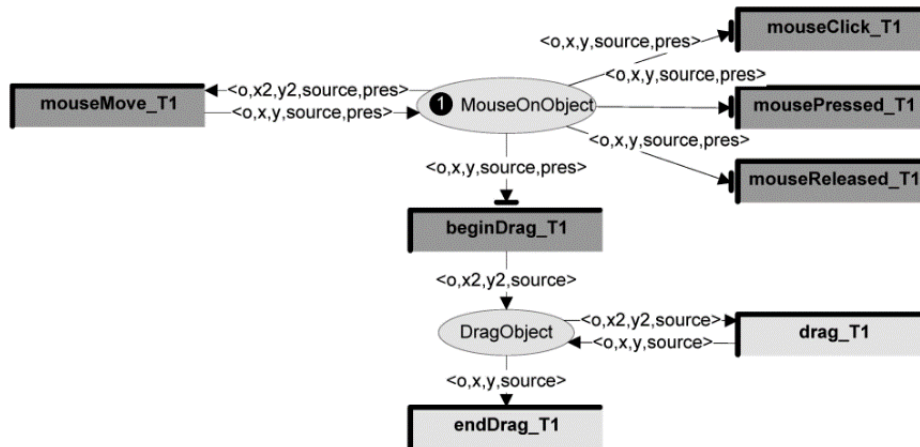 mouseClick_T1
<o,x,y,source,pres>
<o,x,y,source,pres>
<o,x2,y2,source,pres>
mouseMove_T1
1 MouseOnObject
mousePressed_T1
<o,x,y,source,pres>
<o,x,y,source,pres>
<o,x,y,source,pres>
mouseReleased_T1
beginDrag_T1
<o,x2,y2,source>
<o,x2,y2,source>
DragObject
drag_T1
<o,x,y,source>
<o,x,y,source>
endDrag_T1